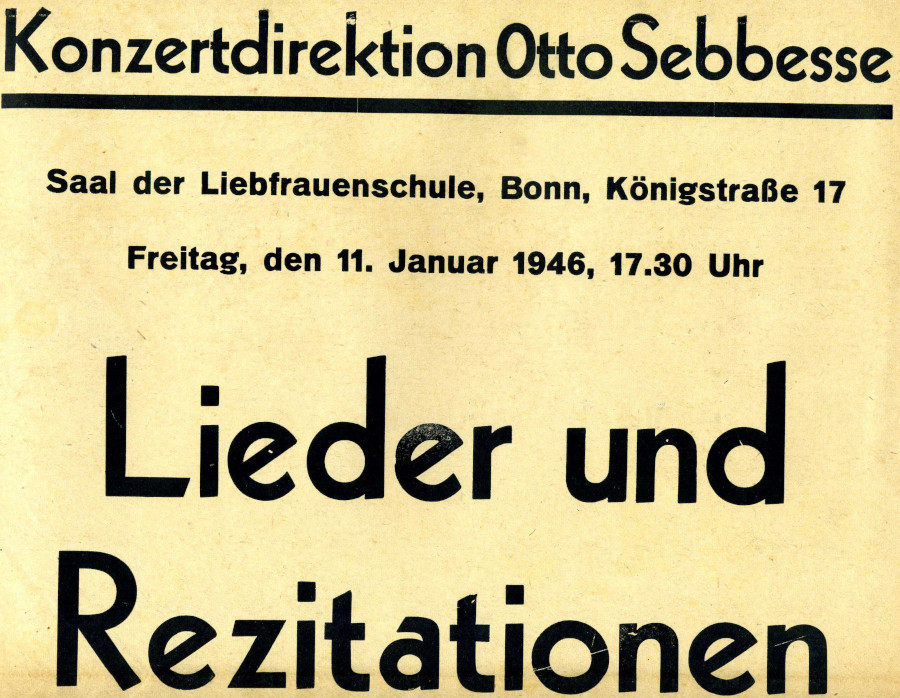 Konzertdirektion Otto Sebbesse
Saal der Liebfrauenschule, Bonn, Königstraße 17
Freitag, den 11. Januar 1946, 17.30 Uhr
Lieder und
Rezitationen